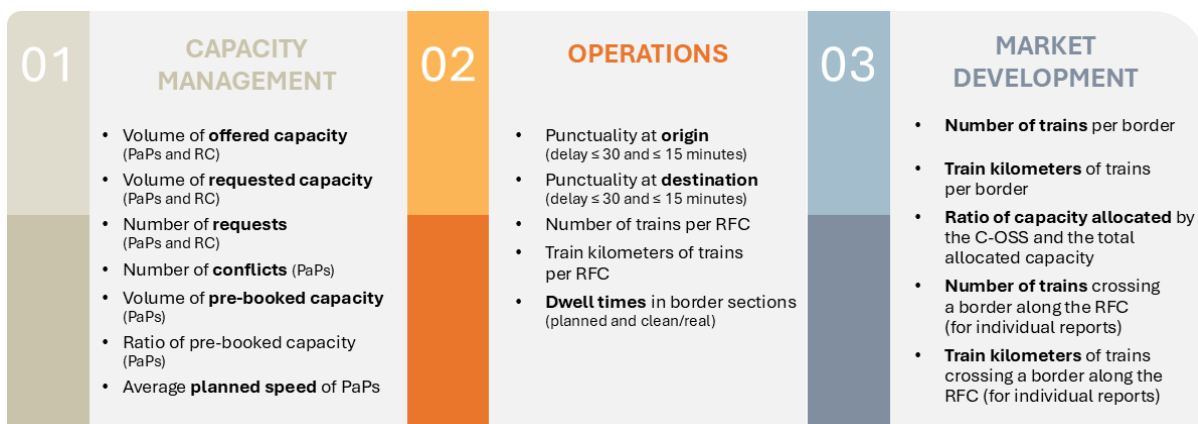 01
CAPACITY
MANAGEMENT
• Volume of offered capacity
(PaPs and RC)
• Volume of requested capacity
(PaPs and RC)
• Number of requests
(PaPs and RC)
• Number of conflicts (PaPs)
• Volume of pre-booked capacity
(PaPs)
• Ratio of pre-booked capacity
(PaPs)
• Average planned speed of PaPs
02
OPERATIONS
• Punctuality at origin
(delay ≤ 30 and ≤ 15 minutes)
• Punctuality at destination
(delay ≤ 30 and ≤ 15 minutes)
• Number of trains per RFC
• Train kilometers of trains
per RFC
• Dwell times in border sections
(planned and clean/real)
03
MARKET
DEVELOPMENT
• Number of trains per border
• Train kilometers of trains
per border
• Ratio of capacity allocated by
the C-OSS and the total
allocated capacity
• Number of trains crossing
a border along the RFC
(for individual reports)
• Train kilometers of trains
crossing a border along the
RFC (for individual reports)